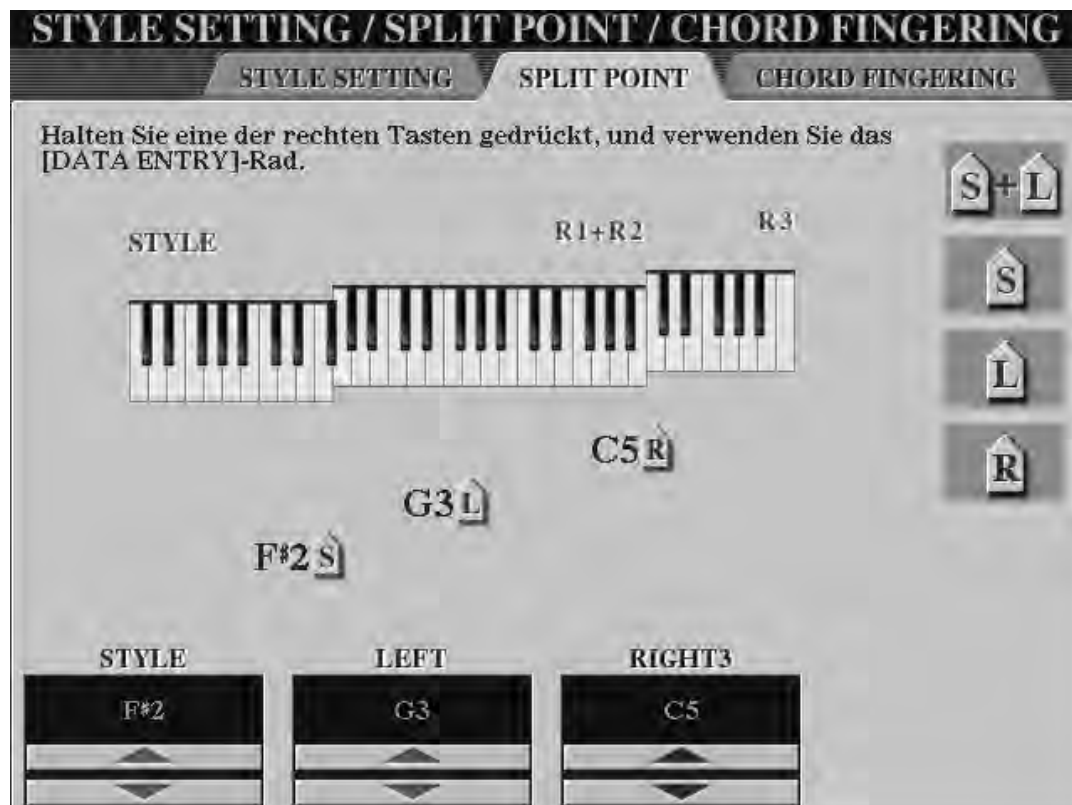 STYLE SETTING / SPLIT POINT / CHORD FINGERING
STYLE SETTING SPLIT POINT CHORD FINGERING
Halten Sie eine der rechten Tasten gedrückt, und verwenden Sie das
[DATA ENTRY]-Rad.
S+L
STYLE R1+R2 R3
S
L
C5 R
R
G3 L
F#2 S
STYLE LEFT RIGHT3
F#2 G3 C5